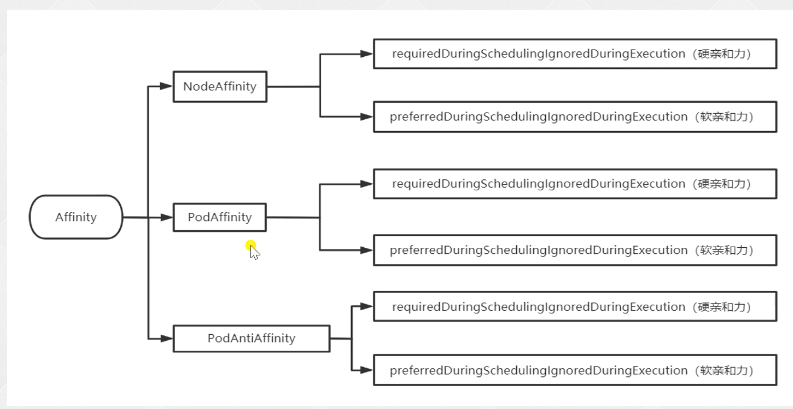 Affinity
NodeAffinity
requiredDuringSchedulingIgnoredDuringExecution（硬亲和力）
preferredDuringSchedulingIgnoredDuringExecution（软亲和力）
PodAffinity
requiredDuringSchedulingIgnoredDuringExecution（硬亲和力）
preferredDuringSchedulingIgnoredDuringExecution（软亲和力）
PodAntiAffinity
requiredDuringSchedulingIgnoredDuringExecution（硬亲和力）
preferredDuringSchedulingIgnoredDuringExecution（软亲和力）